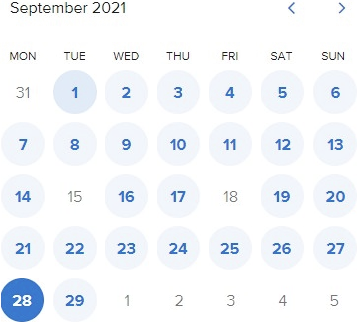 September 2021
MON TUE WED THU FRI SAT SUN
31 1 2 3 4 5 6
7 8 9 10 11 12 13
14 15 16 17 18 19 20
21 22 23 24 25 26 27
28 29 1 2 3 4 5